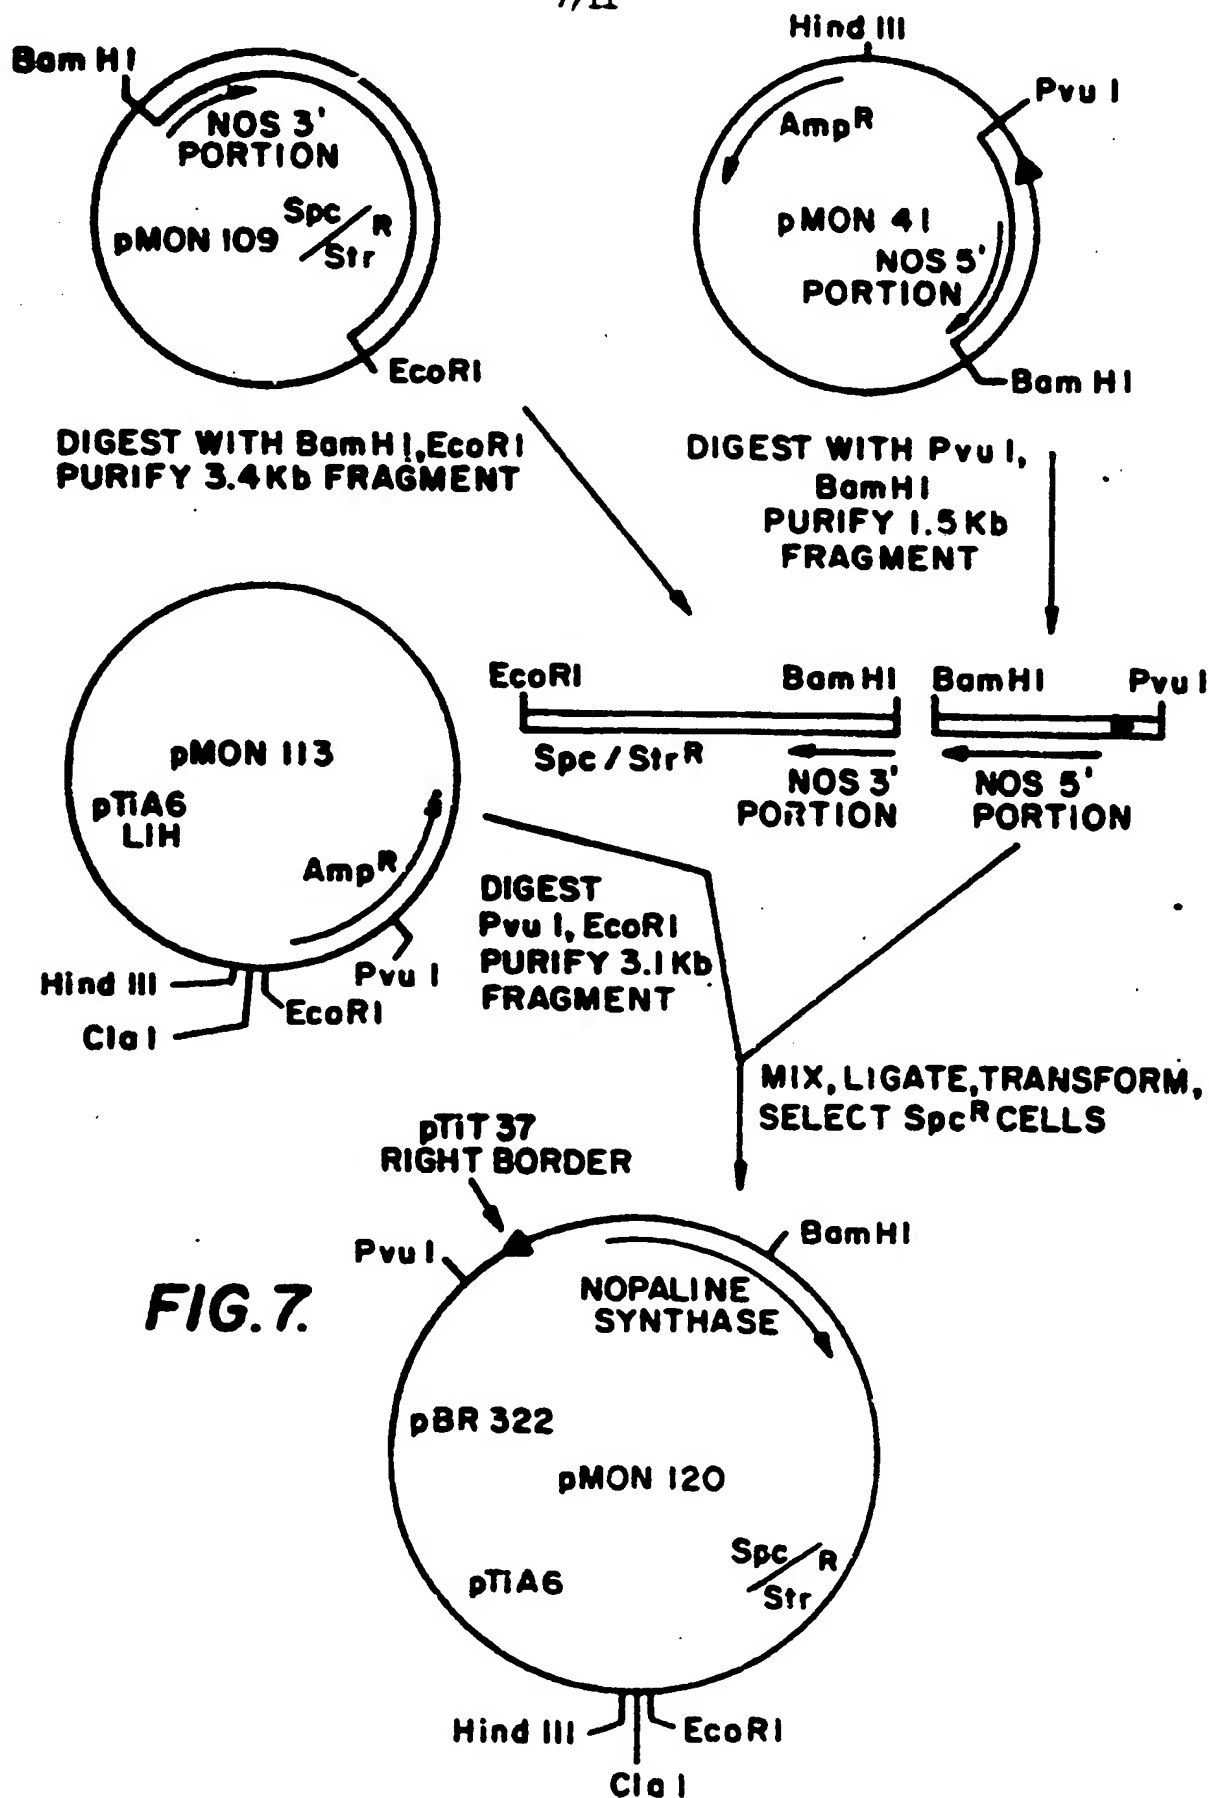 7/11
Bam HI
NOS 3'
PORTION
Spc
R
Str
pMON 109
EcoRI
Hind III
Pvu I
AmpR
pMON 41
NOS 5'
PORTION
Bam HI
DIGEST WITH BamHI,EcoRI
PURIFY 3.4Kb FRAGMENT
DIGEST WITH Pvu I,
BamHI
PURIFY 1.5Kb
FRAGMENT
pMON 113
pTiA6
LIH
AmpR
Hind III
Cla I
EcoRI
Pvu I
EcoRI
BamHI
BamHI
Pvu I
Spc / StrR
NOS 3'
PORTION
NOS 5'
PORTION
DIGEST
Pvu I, EcoRI
PURIFY 3.1Kb
FRAGMENT
MIX, LIGATE,TRANSFORM,
SELECT SpcR CELLS
pTiT 37
RIGHT BORDER
Pvu I
BamHI
NOPALINE
SYNTHASE
FIG. 7.
pBR 322
pMON 120
Spc
R
Str
pTiA6
Hind III
EcoRI
Cla I